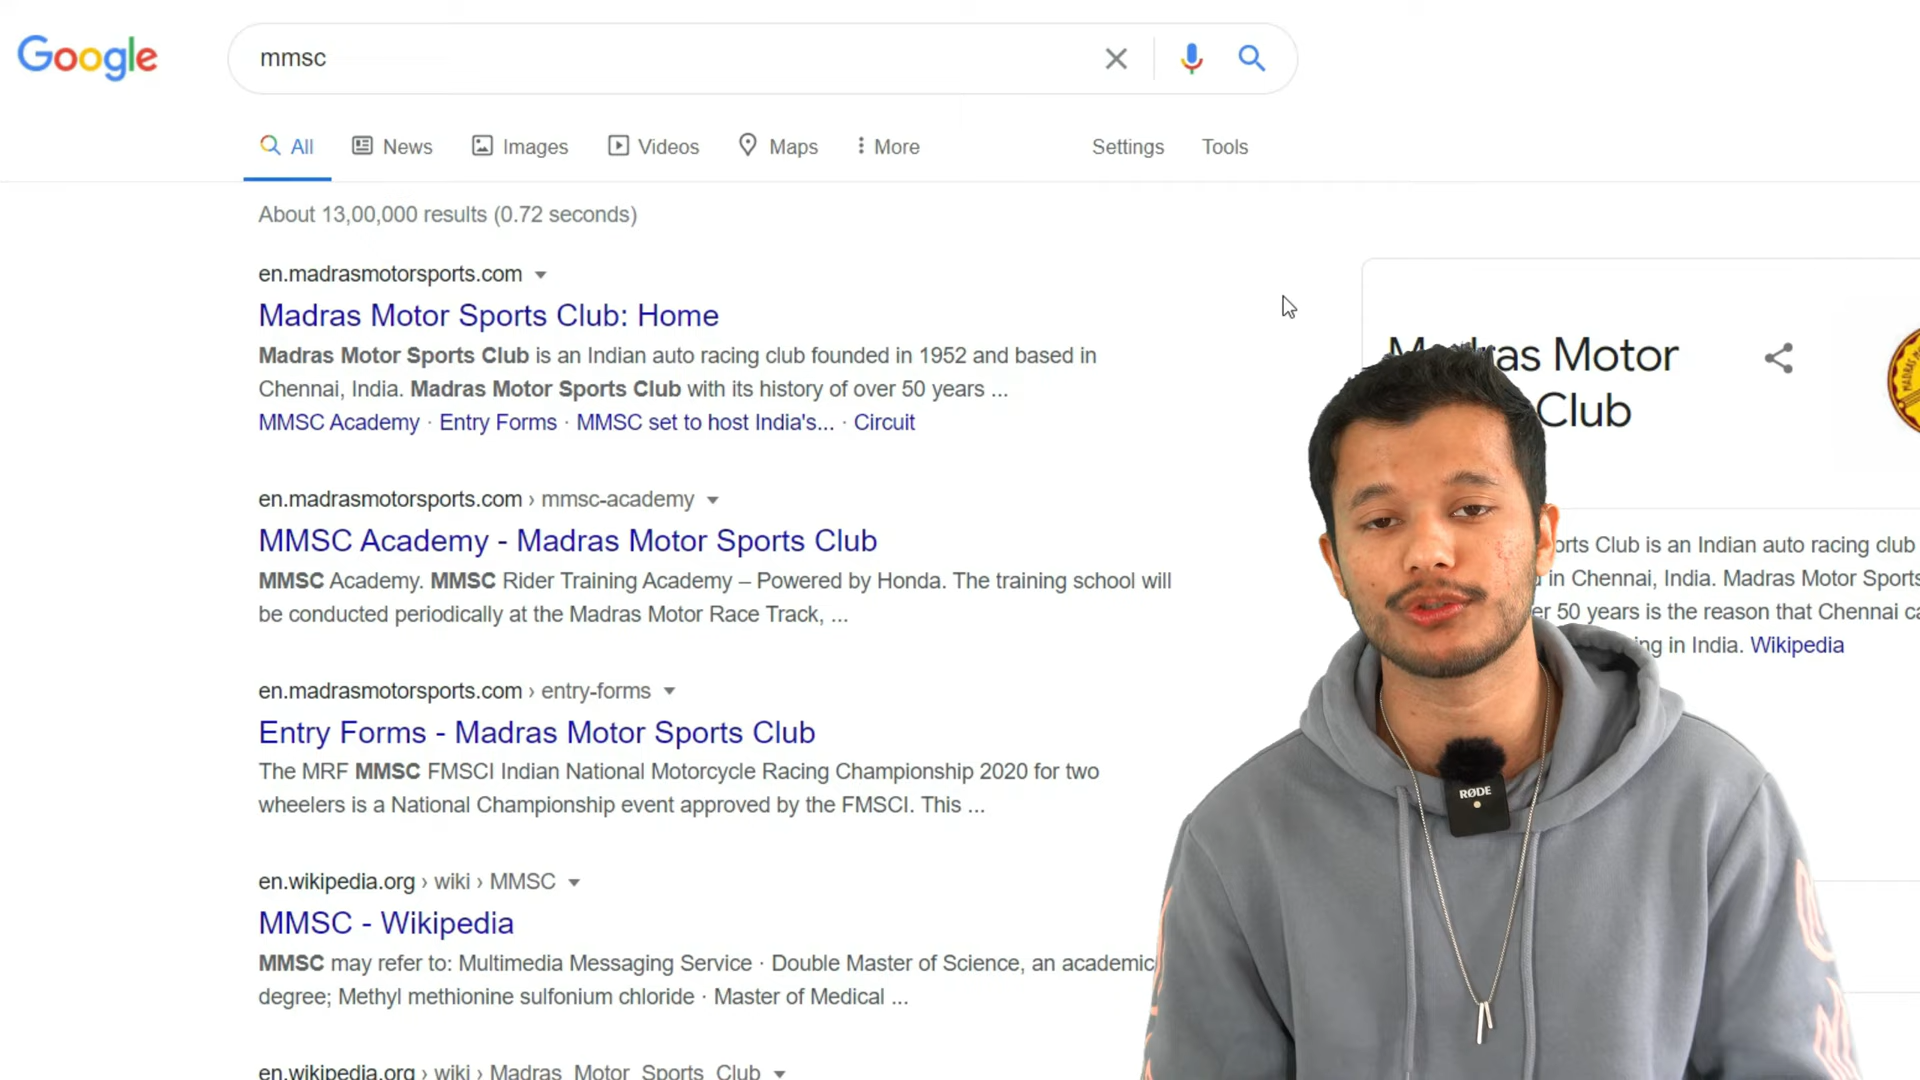 Google
mmsc
All
News
Images
Videos
Maps
More
Settings
Tools
About 13,00,000 results (0.72 seconds)
en.madrasmotorsports.com
Madras Motor Sports Club: Home
Madras Motor Sports Club is an Indian auto racing club founded in 1952 and based in
Chennai, India. Madras Motor Sports Club with its history of over 50 years ...
MMSC Academy · Entry Forms · MMSC set to host India's... · Circuit
en.madrasmotorsports.com › mmsc-academy
MMSC Academy - Madras Motor Sports Club
MMSC Academy. MMSC Rider Training Academy – Powered by Honda. The training school will
be conducted periodically at the Madras Motor Race Track, ...
en.madrasmotorsports.com › entry-forms
Entry Forms - Madras Motor Sports Club
The MRF MMSC FMSCI Indian National Motorcycle Racing Championship 2020 for two
wheelers is a National Championship event approved by the FMSCI. This ...
en.wikipedia.org › wiki › MMSC
MMSC - Wikipedia
MMSC may refer to: Multimedia Messaging Service · Double Master of Science, an academic
degree; Methyl methionine sulfonium chloride · Master of Medical ...
en.wikipedia.org › wiki › Madras_Motor_Sports_Club
Madras Motor
Club
orts Club is an Indian auto racing club
in Chennai, India. Madras Motor Sports
er 50 years is the reason that Chennai ca
ng in India. Wikipedia
RØDE